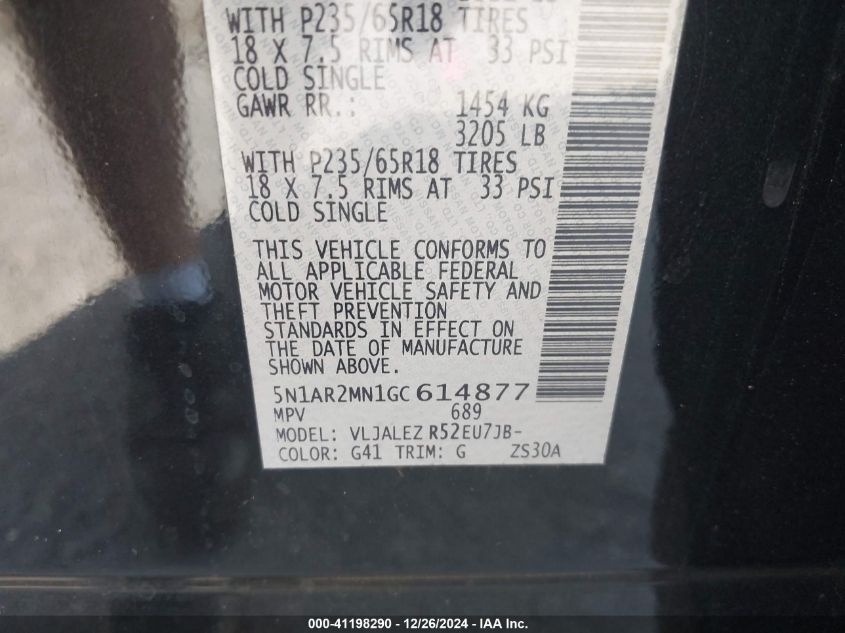 WITH P235/65R18 TIRES
18 X 7.5 RIMS AT 33 PSI
COLD SINGLE
GAWR RR.: 1454 KG
3205 LB
WITH P235/65R18 TIRES
18 X 7.5 RIMS AT 33 PSI
COLD SINGLE
THIS VEHICLE CONFORMS TO
ALL APPLICABLE FEDERAL
MOTOR VEHICLE SAFETY AND
THEFT PREVENTION
STANDARDS IN EFFECT ON
THE DATE OF MANUFACTURE
SHOWN ABOVE.
5N1AR2MN1GC614877
MPV 689
MODEL: VLJALEZ R52EU7JB-
COLOR: G41 TRIM: G ZS30A
000-41198290 - 12/26/2024 - IAA Inc.